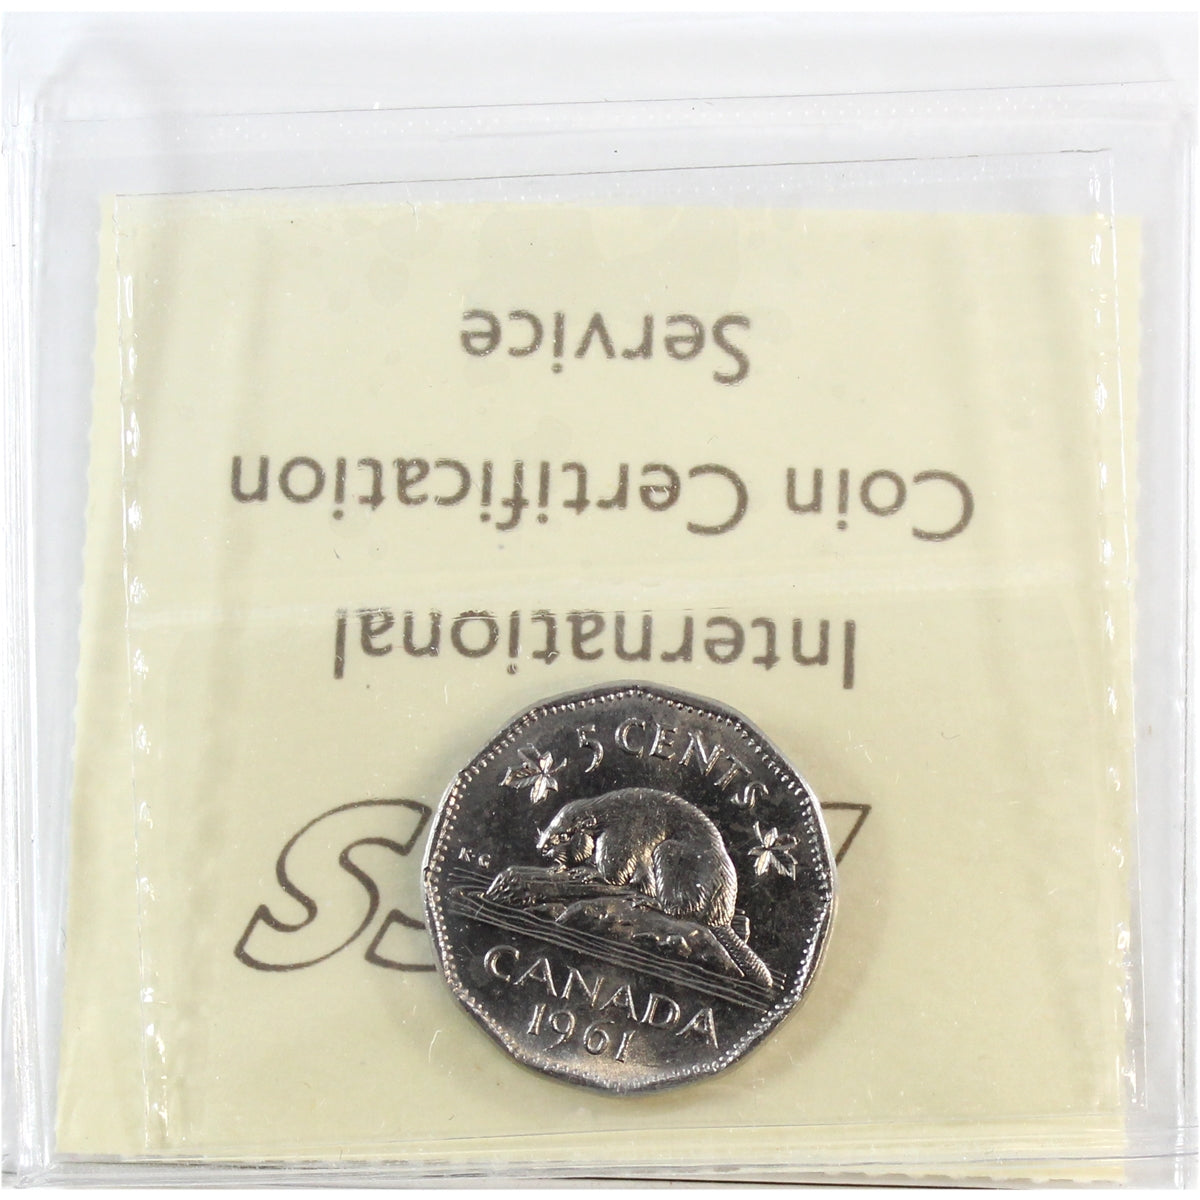 International
Coin Certification
Service
5 CENTS
K·G
CANADA
1961